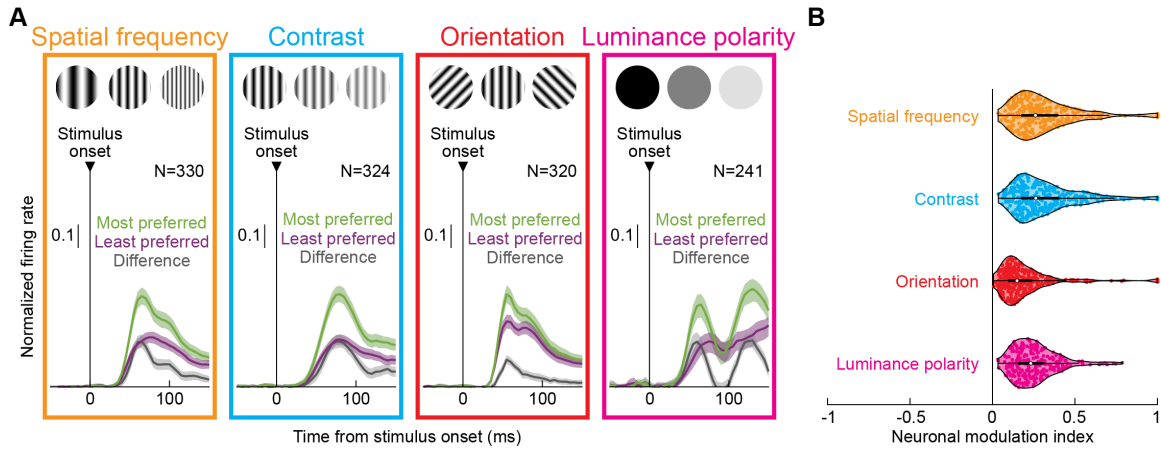 A
Spatial frequency
Contrast
Orientation
Luminance polarity
Stimulus
onset
N=330
Most preferred
Least preferred
Difference
0.1
0
100
Stimulus
onset
N=324
Most preferred
Least preferred
Difference
0.1
0
100
Stimulus
onset
N=320
Most preferred
Least preferred
Difference
0.1
0
100
Stimulus
onset
N=241
Most preferred
Least preferred
Difference
0.1
0
100
Normalized firing rate
Time from stimulus onset (ms)
B
Spatial frequency
Contrast
Orientation
Luminance polarity
-1
-0.5
0
0.5
1
Neuronal modulation index